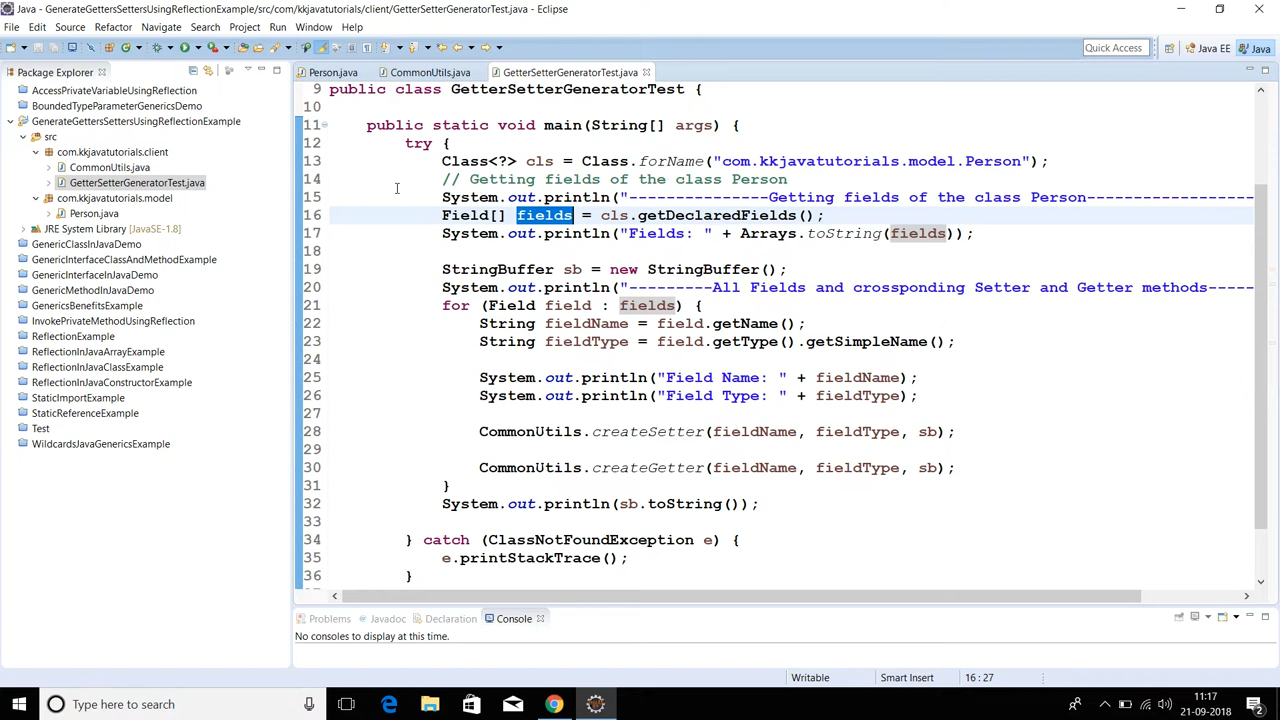 Java - GenerateGettersSettersUsingReflectionExample/src/com/kkjavatutorials/client/GetterSetterGeneratorTest.java - Eclipse
File Edit Source Refactor Navigate Search Project Run Window Help
Quick Access
Java EE
Java
Package Explorer
AccessPrivateVariableUsingReflection
BoundedTypeParameterGenericsDemo
GenerateGettersSettersUsingReflectionExample
src
com.kkjavatutorials.client
CommonUtils.java
GetterSetterGeneratorTest.java
com.kkjavatutorials.model
Person.java
JRE System Library [JavaSE-1.8]
GenericClassInJavaDemo
GenericInterfaceClassAndMethodExample
GenericInterfaceInJavaDemo
GenericMethodInJavaDemo
GenericsBenefitsExample
InvokePrivateMethodUsingReflection
ReflectionExample
ReflectionInJavaArrayExample
ReflectionInJavaClassExample
ReflectionInJavaConstructorExample
StaticImportExample
StaticReferenceExample
Test
WildcardsJavaGenericsExample
Person.java CommonUtils.java GetterSetterGeneratorTest.java
9 public class GetterSetterGeneratorTest {
10
11 public static void main(String[] args) {
12 try {
13 Class<?> cls = Class.forName("com.kkjavatutorials.model.Person");
14 // Getting fields of the class Person
15 System.out.println("---------------Getting fields of the class Person------------------
16 Field[] fields = cls.getDeclaredFields();
17 System.out.println("Fields: " + Arrays.toString(fields));
18
19 StringBuffer sb = new StringBuffer();
20 System.out.println("---------All Fields and crossponding Setter and Getter methods-----
21 for (Field field : fields) {
22 String fieldName = field.getName();
23 String fieldType = field.getType().getSimpleName();
24
25 System.out.println("Field Name: " + fieldName);
26 System.out.println("Field Type: " + fieldType);
27
28 CommonUtils.createSetter(fieldName, fieldType, sb);
29
30 CommonUtils.createGetter(fieldName, fieldType, sb);
31 }
32 System.out.println(sb.toString());
33
34 } catch (ClassNotFoundException e) {
35 e.printStackTrace();
36 }
Problems @ Javadoc Declaration Console
No consoles to display at this time.
Writable Smart Insert 16 : 27
Type here to search
11:17
21-09-2018
2